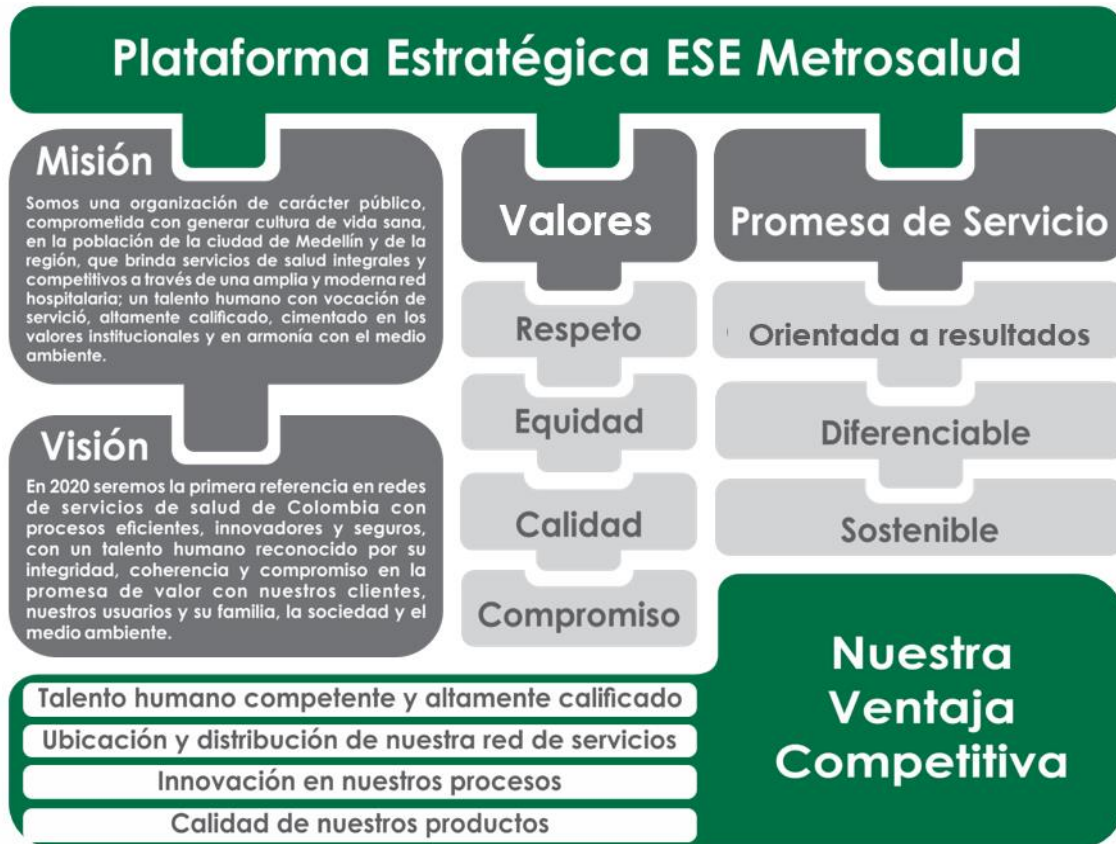 Plataforma Estratégica ESE Metrosalud
Misión
Somos una organización de carácter público,
comprometida con generar cultura de vida sana,
en la población de la ciudad de Medellín y de la
región, que brinda servicios de salud integrales y
competitivos a través de una amplia y moderna red
hospitalaria; un talento humano con vocación de
servició, altamente calificado, cimentado en los
valores institucionales y en armonía con el medio
ambiente.
Visión
En 2020 seremos la primera referencia en redes
de servicios de salud de Colombia con
procesos eficientes, innovadores y seguros,
con un talento humano reconocido por su
integridad, coherencia y compromiso en la
promesa de valor con nuestros clientes,
nuestros usuarios y su familia, la sociedad y el
medio ambiente.
Valores
Respeto
Equidad
Calidad
Compromiso
Promesa de Servicio
Orientada a resultados
Diferenciable
Sostenible
Nuestra
Ventaja
Competitiva
Talento humano competente y altamente calificado
Ubicación y distribución de nuestra red de servicios
Innovación en nuestros procesos
Calidad de nuestros productos